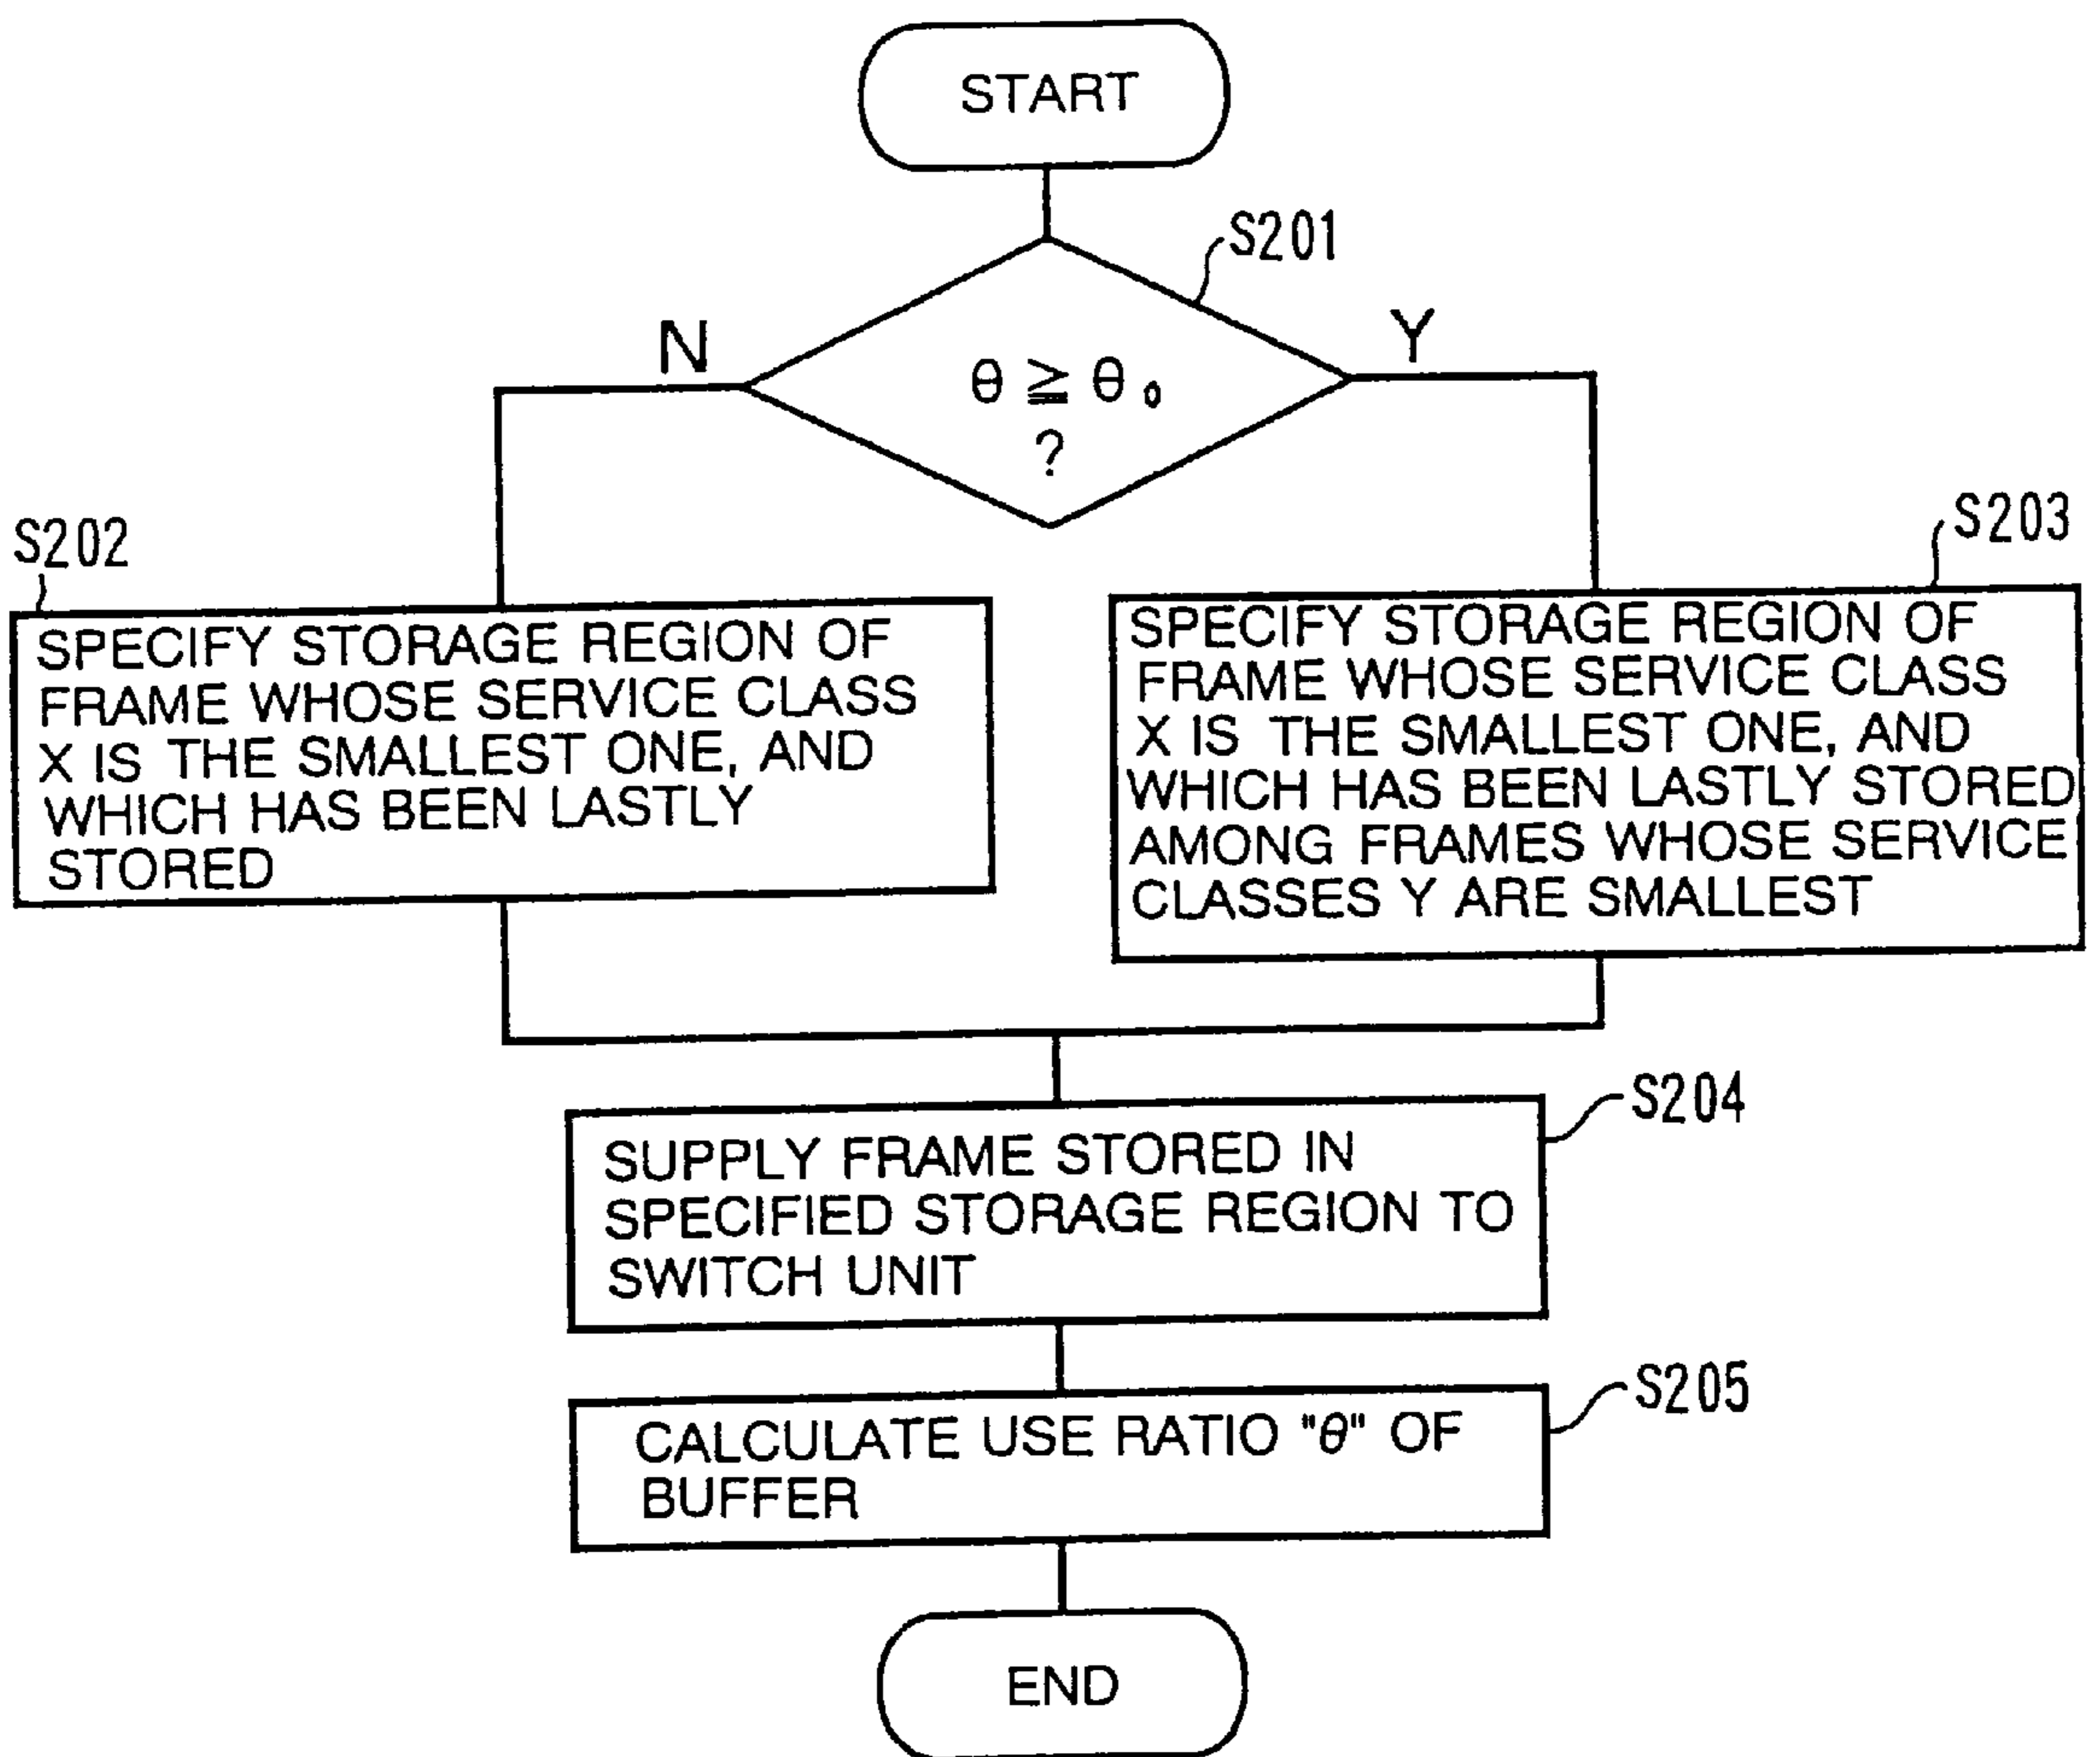 START
S201
N
Y
θ ≧ θ₀
?
S202
S203
SPECIFY STORAGE REGION OF
FRAME WHOSE SERVICE CLASS
X IS THE SMALLEST ONE, AND
WHICH HAS BEEN LASTLY
STORED
SPECIFY STORAGE REGION OF
FRAME WHOSE SERVICE CLASS
X IS THE SMALLEST ONE, AND
WHICH HAS BEEN LASTLY STORED
AMONG FRAMES WHOSE SERVICE
CLASSES Y ARE SMALLEST
S204
SUPPLY FRAME STORED IN
SPECIFIED STORAGE REGION TO
SWITCH UNIT
S205
CALCULATE USE RATIO "θ" OF
BUFFER
END